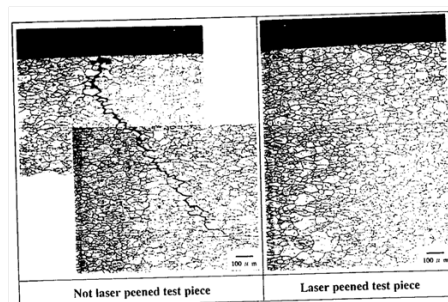 100 μm
100 μm
Not laser peened test piece
Laser peened test piece